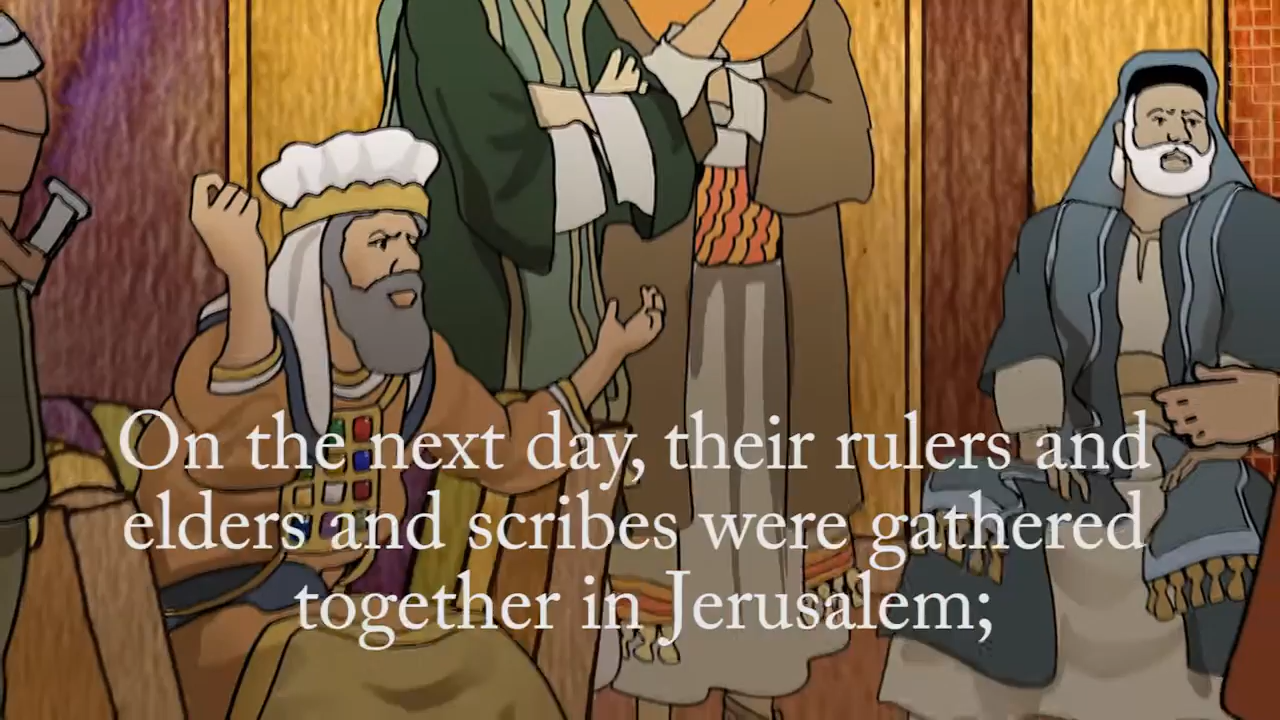 On the next day, their rulers and
elders and scribes were gathered
together in Jerusalem;